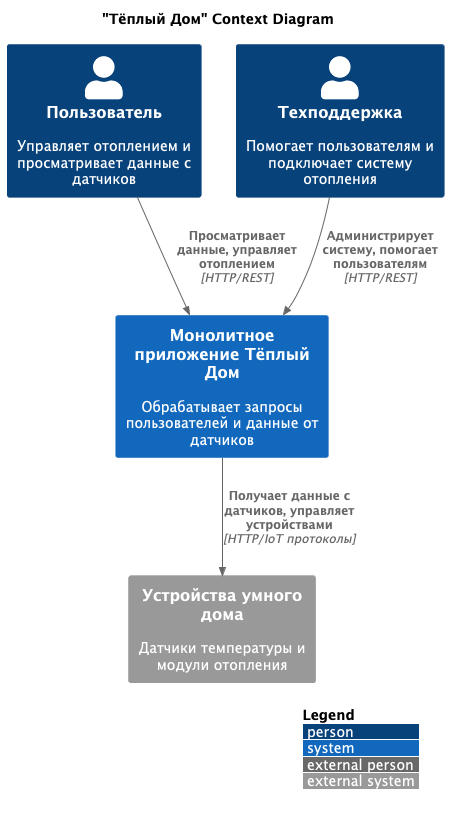 "Тёплый Дом" Context Diagram
Пользователь
Управляет отоплением и
просматривает данные с
датчиков
Техподдержка
Помогает пользователям и
подключает систему
отопления
Просматривает
данные, управляет
отоплением
[HTTP/REST]
Администрирует
систему, помогает
пользователям
[HTTP/REST]
Монолитное
приложение Тёплый
Дом
Обрабатывает запросы
пользователей и данные от
датчиков
Получает данные с
датчиков, управляет
устройствами
[HTTP/IoT протоколы]
Устройства умного
дома
Датчики температуры и
модули отопления
Legend
person
system
external person
external system